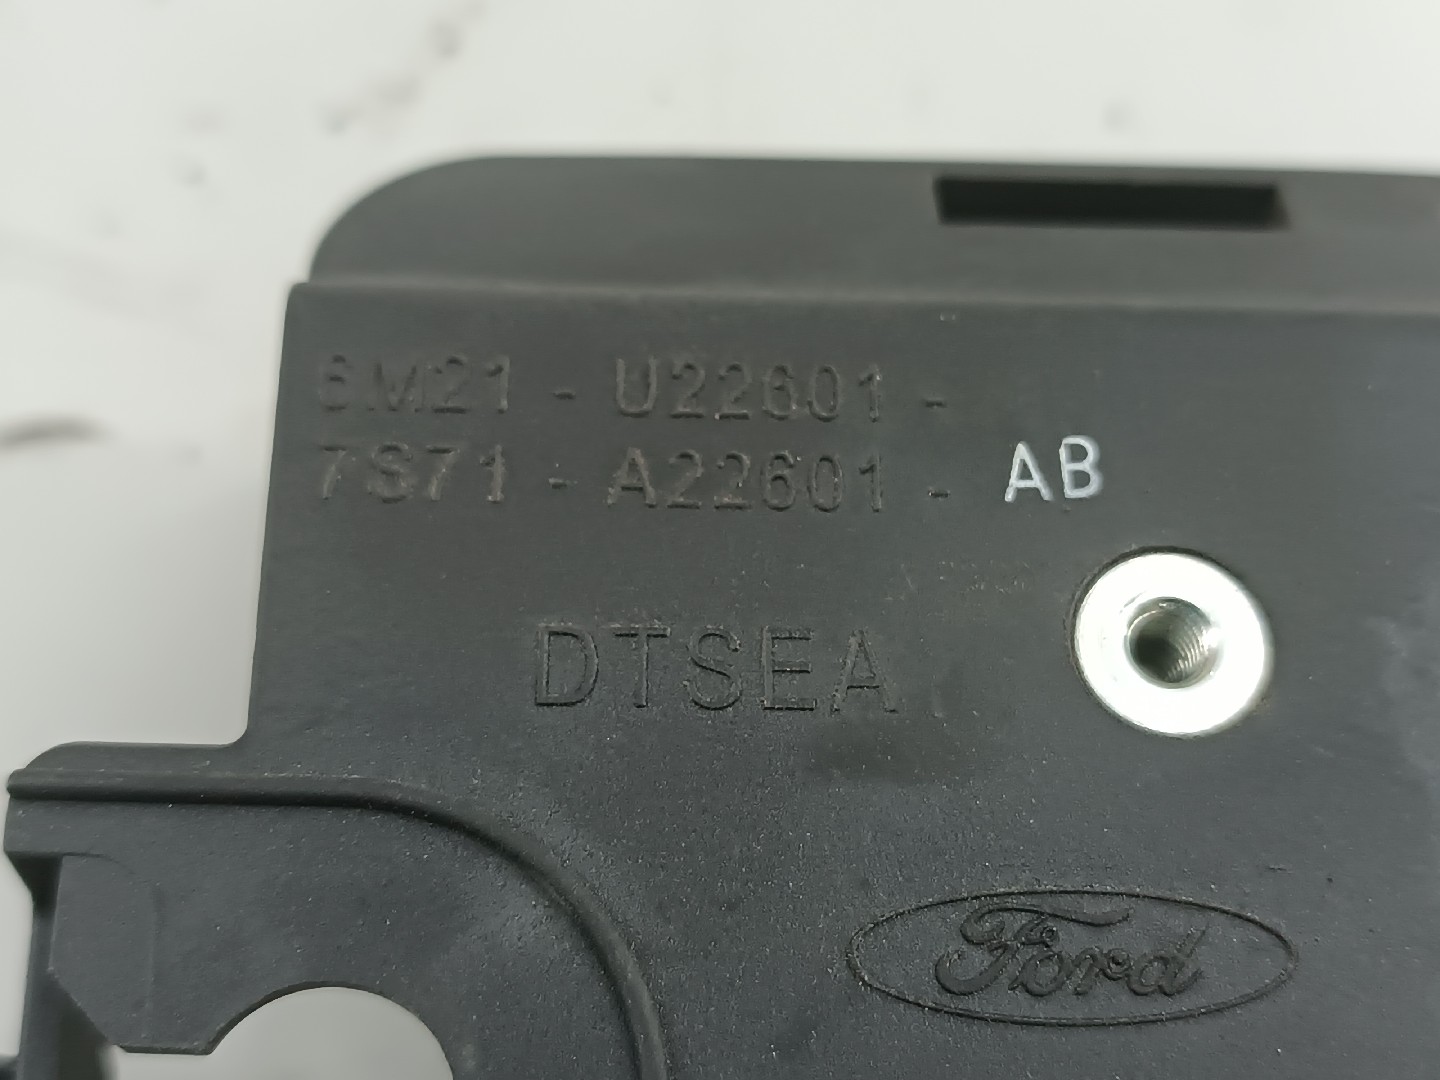 6M21 - U22601 -
7S71 - A22601 - AB
DTSEA
Ford